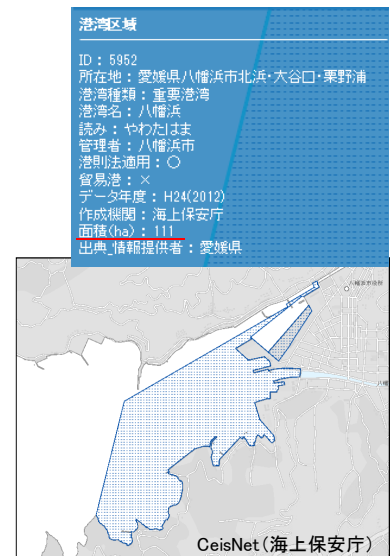 港湾区域
ID：5952
所在地：愛媛県八幡浜市北浜・大谷口・栗野浦
港湾種類：重要港湾
港湾名：八幡浜
読み：やわたはま
管理者：八幡浜市
港則法適用：○
貿易港：×
データ年度：H24(2012)
作成機関：海上保安庁
面積(ha)：111
出典_情報提供者：愛媛県
八幡浜市役所
CeisNet（海上保安庁）